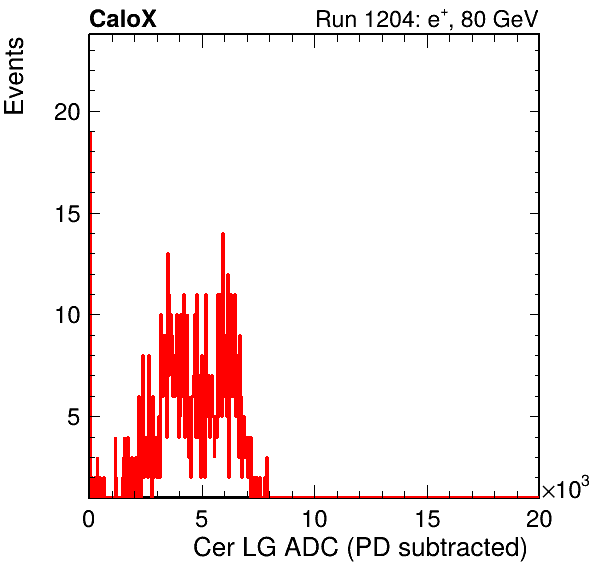 CaloX Run 1204: e⁺, 80 GeV
Events
20
15
10
5
0 5 10 15 20
×10³
Cer LG ADC (PD subtracted)